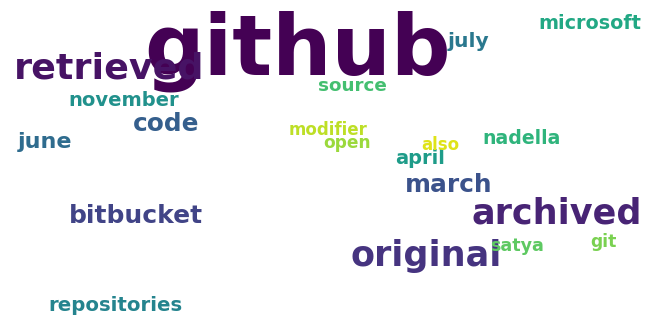 github
microsoft
july
retrieved
source
november
code
modifier
june
open
also
nadella
april
march
bitbucket
archived
git
satya
original
repositories